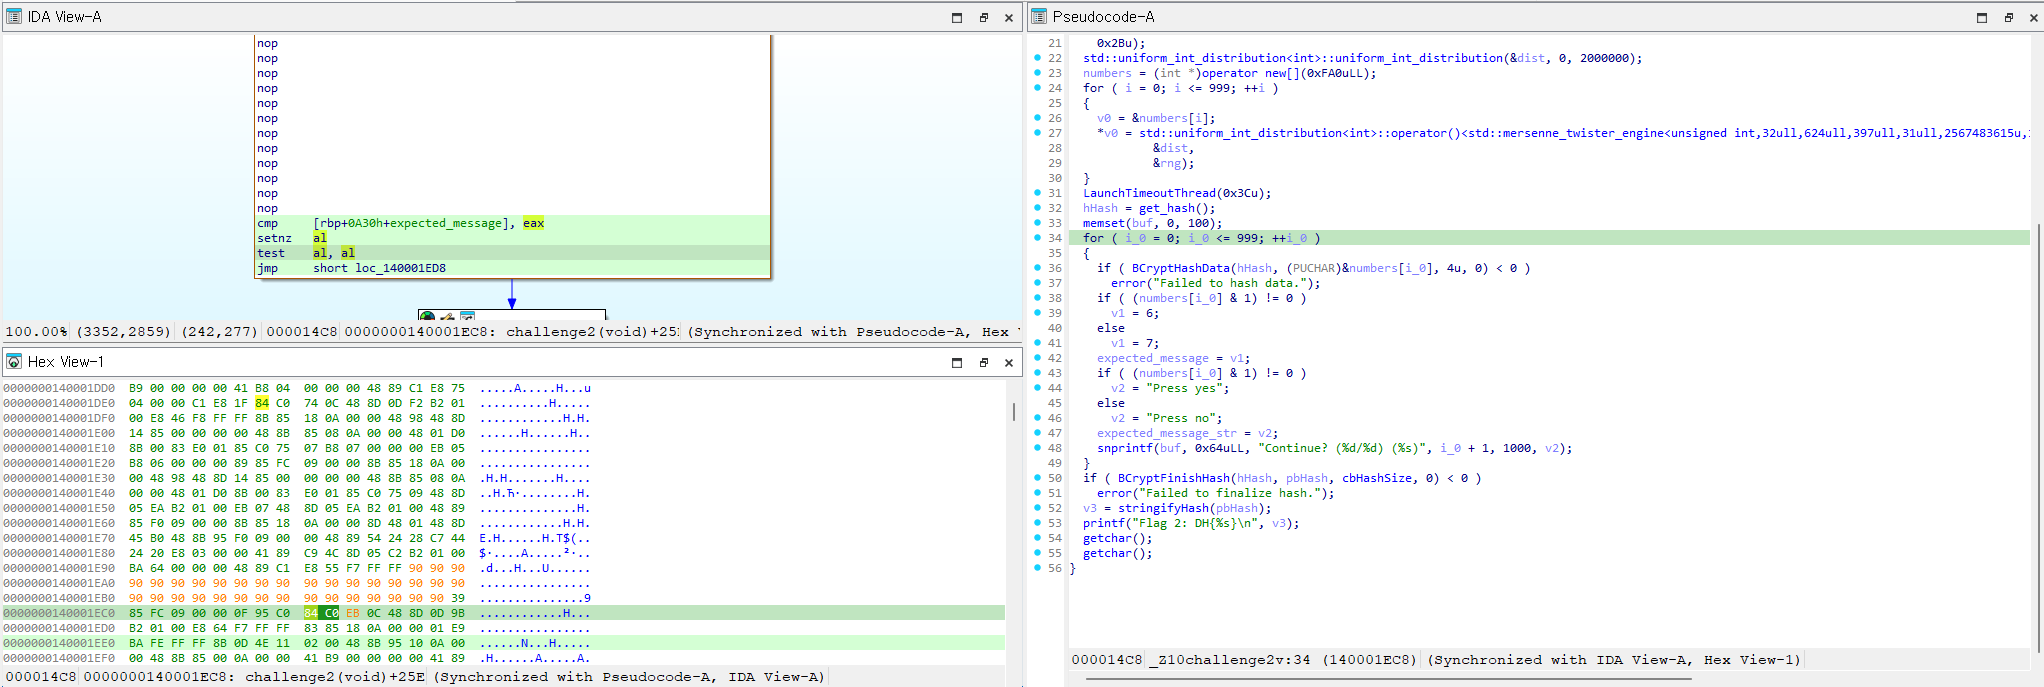 IDA View-A
nop
nop
nop
nop
nop
nop
nop
nop
nop
nop
nop
nop
cmp [rbp+0A30h+expected_message], eax
setnz al
test al, al
jmp short loc_140001ED8
100.00% (3352,2859) (242,277) 000014C8 0000000140001EC8: challenge2(void)+25E (Synchronized with Pseudocode-A, Hex V
Hex View-1
0000000140001DD0 B9 00 00 00 00 41 B8 04 00 00 00 48 89 C1 E8 75 .....A.....H...u
0000000140001DE0 04 00 00 C1 E8 1F 84 C0 74 0C 48 8D 0D F2 B2 01 ..........H.....
0000000140001DF0 00 E8 46 F8 FF FF 8B 85 18 0A 00 00 48 98 48 8D ............H.H.
0000000140001E00 14 85 00 00 00 00 48 8B 85 08 0A 00 00 48 01 D0 ......H......H..
0000000140001E10 8B 00 83 E0 01 85 C0 75 07 B8 07 00 00 00 EB 05 ................
0000000140001E20 B8 06 00 00 00 89 85 FC 09 00 00 8B 85 18 0A 00 ................
0000000140001E30 00 48 98 48 8D 14 85 00 00 00 00 48 8B 85 08 0A .H.H.......H....
0000000140001E40 00 00 48 01 D0 8B 00 83 E0 01 85 C0 75 09 48 8D ..H.Ћ·........H.
0000000140001E50 05 EA B2 01 00 EB 07 48 8D 05 EA B2 01 00 48 89 .......H......H.
0000000140001E60 85 F0 09 00 00 8B 85 18 0A 00 00 8D 48 01 48 8D ............H.H.
0000000140001E70 45 B0 48 8B 95 F0 09 00 00 48 89 54 24 28 C7 44 E.H......H.T$(..
0000000140001E80 24 20 E8 03 00 00 41 89 C9 4C 8D 05 C2 B2 01 00 $·....A.....²·..
0000000140001E90 BA 64 00 00 00 48 89 C1 E8 55 F7 FF FF 90 90 90 .d...H...U......
0000000140001EA0 90 90 90 90 90 90 90 90 90 90 90 90 90 90 90 90 ................
0000000140001EB0 90 90 90 90 90 90 90 90 90 90 90 90 90 90 90 39 ...............9
0000000140001EC0 85 FC 09 00 00 0F 95 C0 84 C0 EB 0C 48 8D 0D 9B ............H...
0000000140001ED0 B2 01 00 E8 64 F7 FF FF 83 85 18 0A 00 00 01 E9 ................
0000000140001EE0 BA FE FF FF 8B 0D 4E 11 02 00 48 8B 95 10 0A 00 ......N...H.....
0000000140001EF0 00 48 8B 85 00 0A 00 00 41 B9 00 00 00 00 41 89 .H......A.....A.
000014C8 0000000140001EC8: challenge2(void)+25E (Synchronized with Pseudocode-A, IDA View-A)
Pseudocode-A
21 0x2Bu);
22 std::uniform_int_distribution<int>::uniform_int_distribution(&dist, 0, 2000000);
23 numbers = (int *)operator new[](0xFA0uLL);
24 for ( i = 0; i <= 999; ++i )
25 {
26 v0 = &numbers[i];
27 *v0 = std::uniform_int_distribution<int>::operator()<std::mersenne_twister_engine<unsigned int,32ull,624ull,397ull,31ull,2567483615u,
28 &dist,
29 &rng);
30 }
31 LaunchTimeoutThread(0x3Cu);
32 hHash = get_hash();
33 memset(buf, 0, 100);
34 for ( i_0 = 0; i_0 <= 999; ++i_0 )
35 {
36 if ( BCryptHashData(hHash, (PUCHAR)&numbers[i_0], 4u, 0) < 0 )
37 error("Failed to hash data.");
38 if ( (numbers[i_0] & 1) != 0 )
39 v1 = 6;
40 else
41 v1 = 7;
42 expected_message = v1;
43 if ( (numbers[i_0] & 1) != 0 )
44 v2 = "Press yes";
45 else
46 v2 = "Press no";
47 expected_message_str = v2;
48 snprintf(buf, 0x64uLL, "Continue? (%d/%d) (%s)", i_0 + 1, 1000, v2);
49 }
50 if ( BCryptFinishHash(hHash, pbHash, cbHashSize, 0) < 0 )
51 error("Failed to finalize hash.");
52 v3 = stringifyHash(pbHash);
53 printf("Flag 2: DH{%s}\n", v3);
54 getchar();
55 getchar();
56 }
000014C8 _Z10challenge2v:34 (140001EC8) (Synchronized with IDA View-A, Hex View-1)